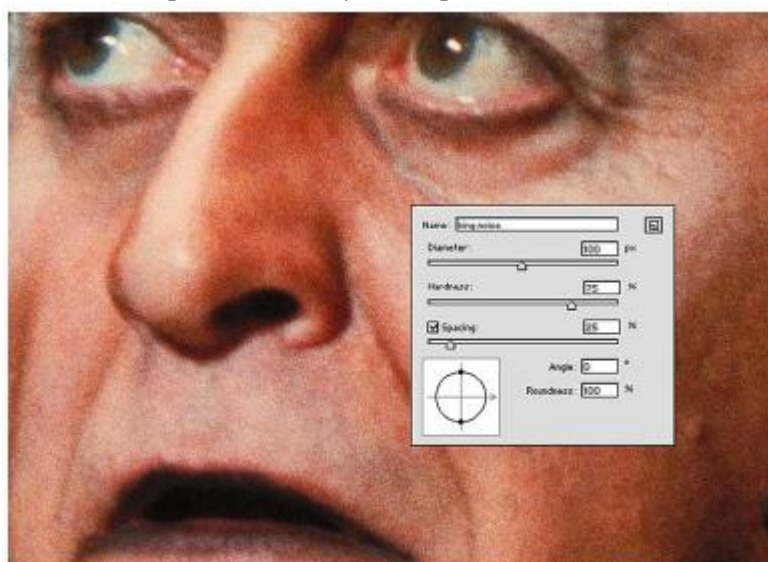 Name:
Diameter: 100 px
Hardness: 75 %
Spacing: 25 %
Angle: 0 °
Roundness: 100 %